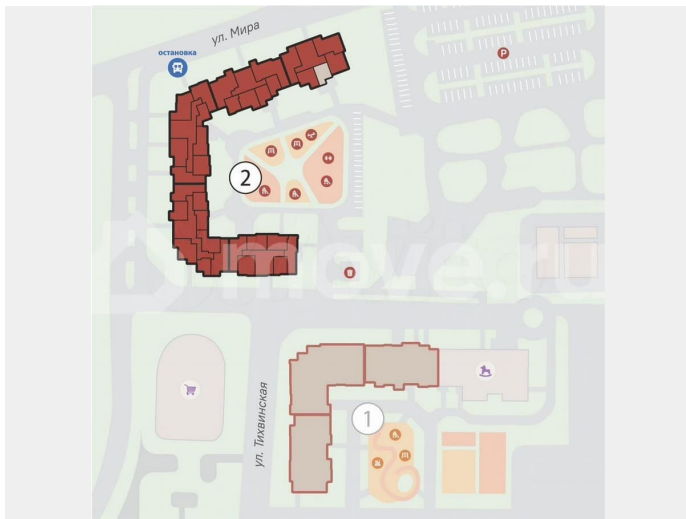 ул. Мира
остановка
P
2
move.ru
1
ул. Тихвинская